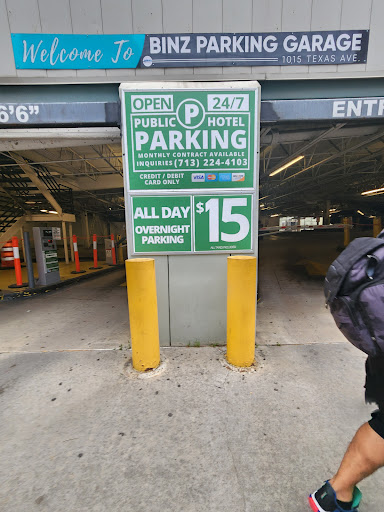 Welcome To BINZ PARKING GARAGE
1015 TEXAS AVE.
6'6"
ENT
OPEN 24/7
PUBLIC P HOTEL
PARKING
MONTHLY CONTRACT AVAILABLE
INQUIRIES (713) 224-4103
CREDIT / DEBIT
CARD ONLY
VISA
ALL DAY
OVERNIGHT
PARKING
$15